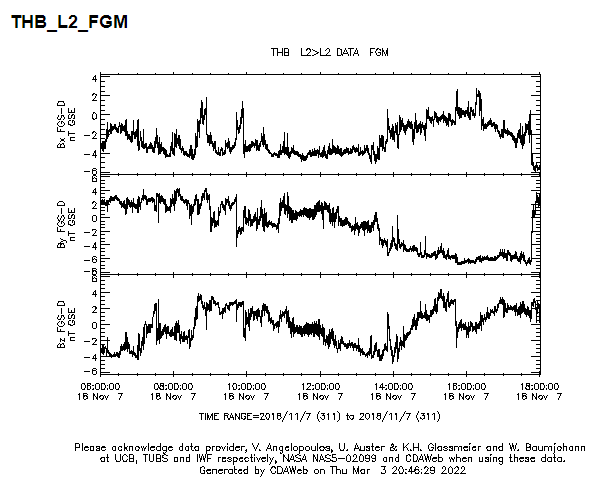 THB_L2_FGM
THB L2>L2 DATA FGM
4
2
0
-2
-4
-6
Bx FGS-D
nT GSE
6
4
2
0
-2
-4
-6
By FGS-D
nT GSE
6
4
2
0
-2
-4
-6
Bz FGS-D
nT GSE
06:00:00 08:00:00 10:00:00 12:00:00 14:00:00 16:00:00 18:00:00
18 Nov 7 18 Nov 7 18 Nov 7 18 Nov 7 18 Nov 7 18 Nov 7 18 Nov 7
TIME RANGE=2018/11/7 (311) to 2018/11/7 (311)
Please acknowledge data provider, V. Angelopoulos, U. Auster & K.H. Glassmeier and W. Baumjohann
at UCB, TUBS and IWF respectively, NASA NAS5-02099 and CDAWeb when using these data.
Generated by CDAWeb on Thu Mar 3 20:46:29 2022